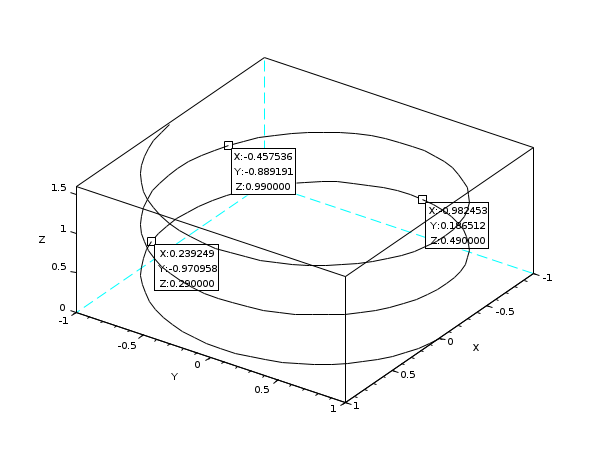 X:-0.457536
Y:-0.889191
Z:0.990000
X:-0.982453
Y:0.186512
Z:0.490000
X:0.239249
Y:-0.970958
Z:0.290000
1.5
1
0.5
0
Z
-1
-0.5
0
0.5
1
Y
-1
-0.5
0
0.5
1
X